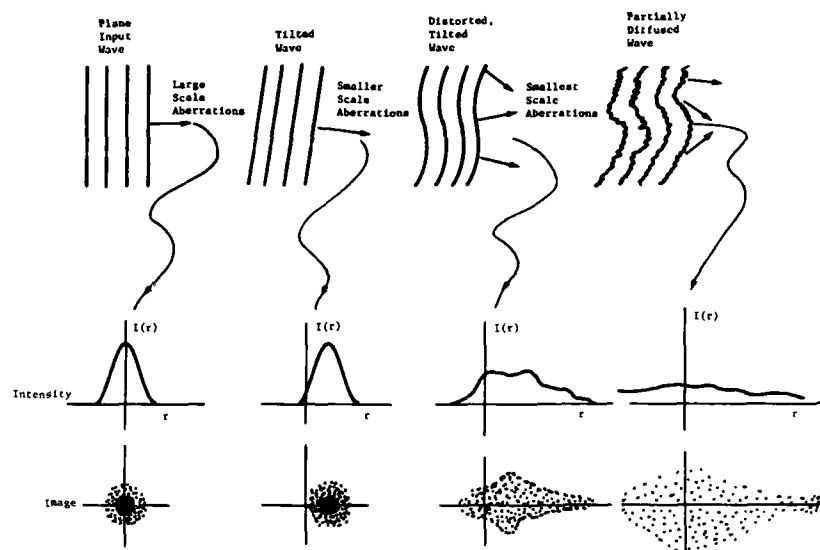 Plane
Input
Wave
Large
Scale
Aberrations
Tilted
Wave
Smaller
Scale
Aberrations
Distorted,
Tilted
Wave
Smallest
Scale
Aberrations
Partially
Diffused
Wave
I(r)
I(r)
I(r)
I(r)
Intensity
r
r
r
r
Image